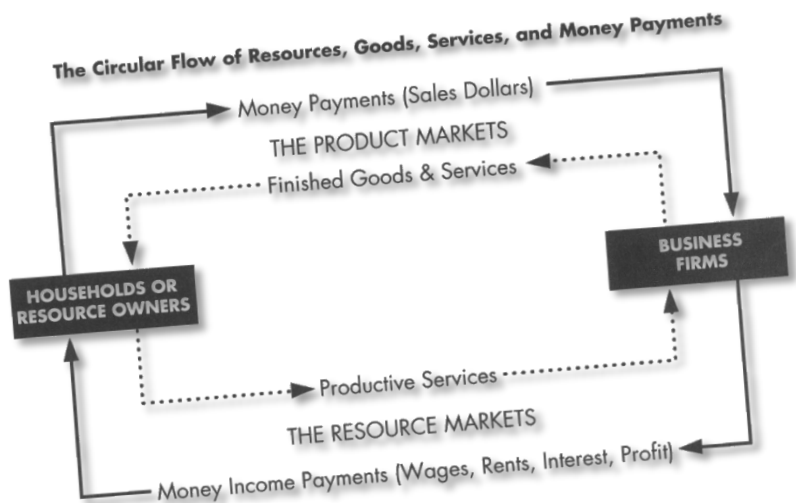 The Circular Flow of Resources, Goods, Services, and Money Payments
Money Payments (Sales Dollars)
THE PRODUCT MARKETS
Finished Goods & Services
BUSINESS
FIRMS
HOUSEHOLDS OR
RESOURCE OWNERS
Productive Services
THE RESOURCE MARKETS
Money Income Payments (Wages, Rents, Interest, Profit)